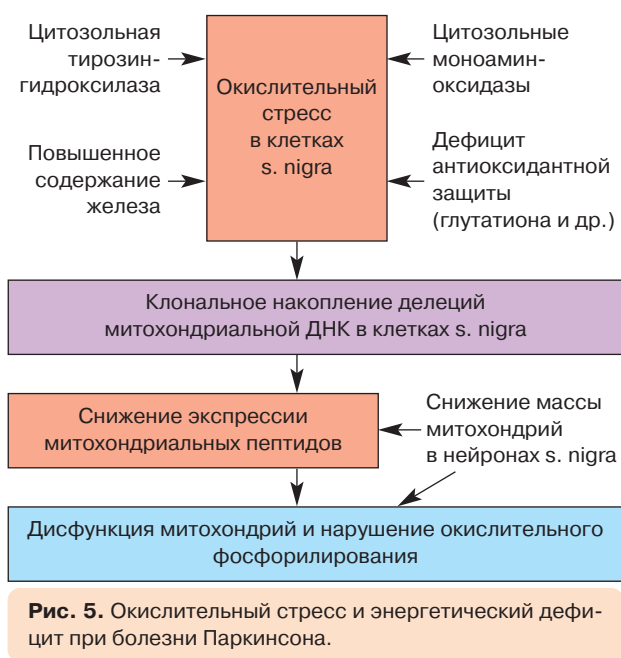 Цитозольная
тирозин-
гидроксилаза
Повышенное
содержание
железа
Окислительный
стресс
в клетках
s. nigra
Цитозольные
моноамин-
оксидазы
Дефицит
антиоксидантной
защиты
(глутатиона и др.)
Клональное накопление делеций
митохондриальной ДНК в клетках s. nigra
Снижение экспрессии
митохондриальных пептидов
Снижение массы
митохондрий
в нейронах s. nigra
Дисфункция митохондрий и нарушение окислительного
фосфорилирования
Рис. 5. Окислительный стресс и энергетический дефи-
цит при болезни Паркинсона.